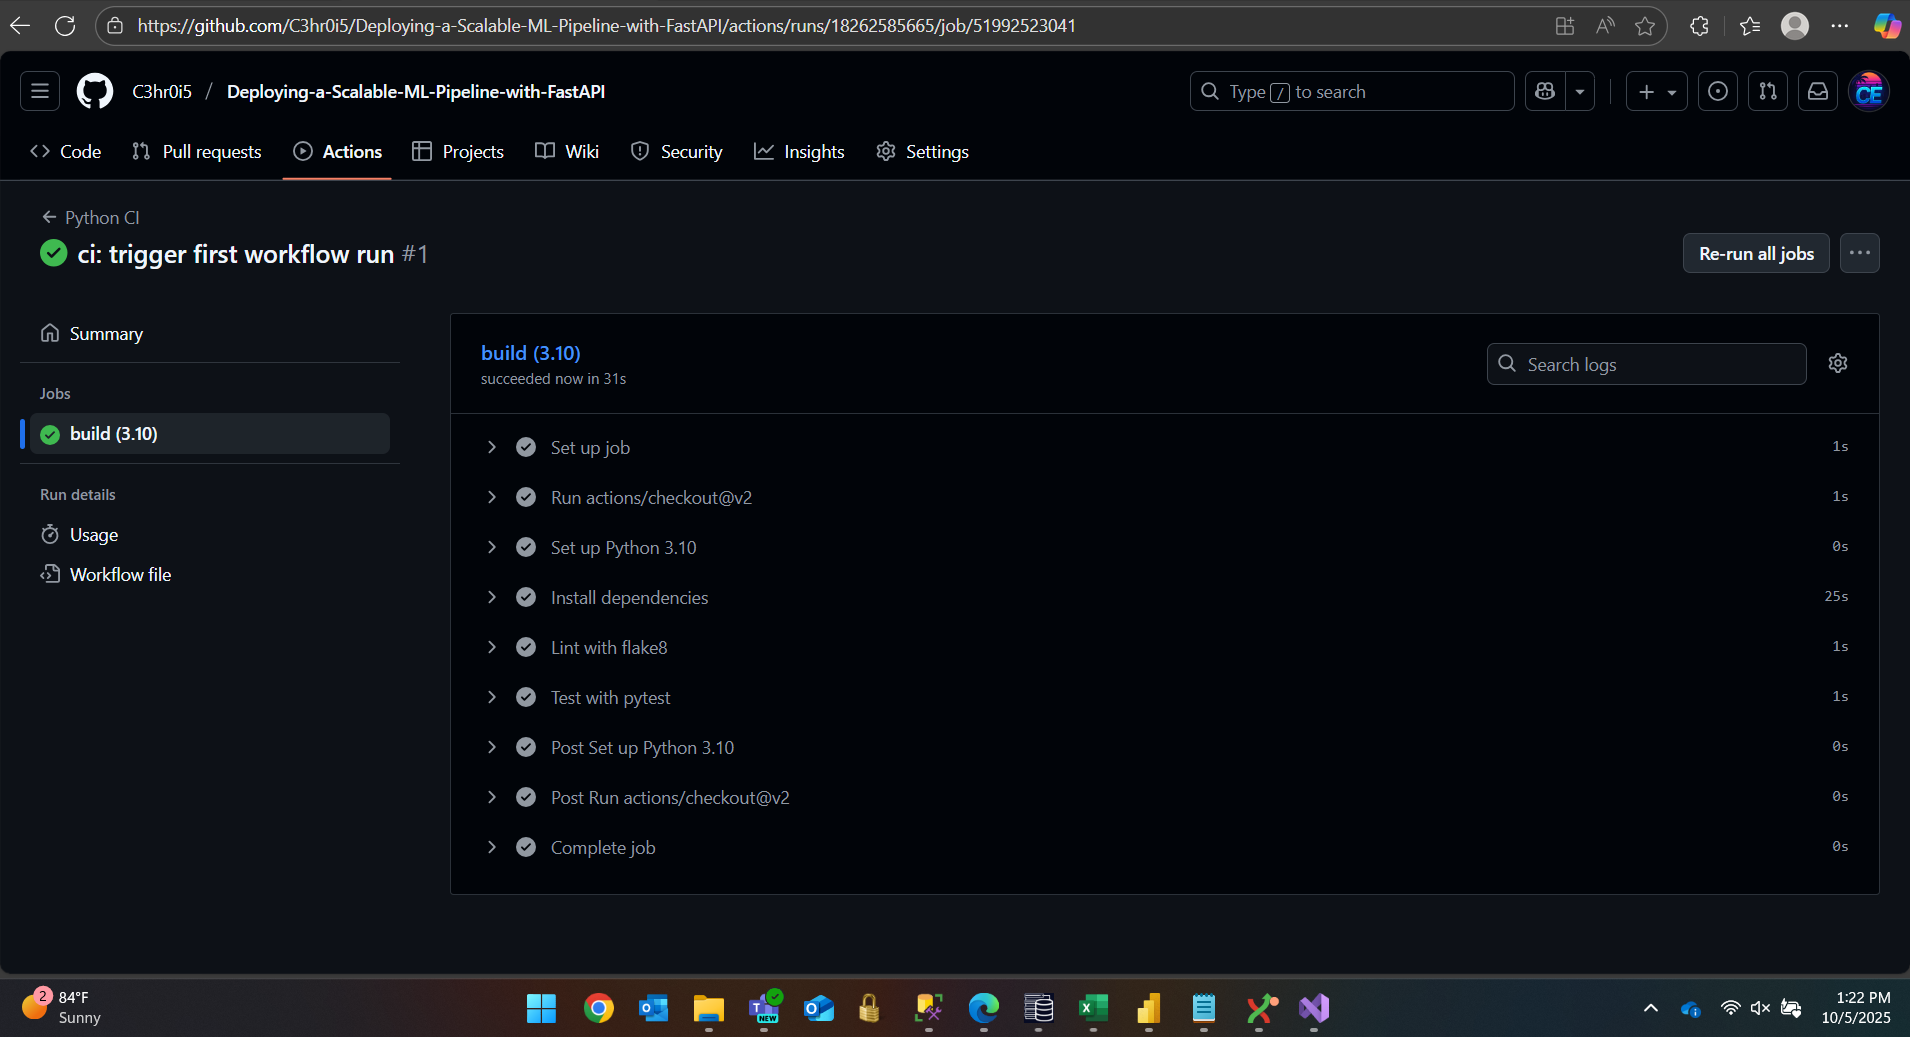 https://github.com/C3hr0i5/Deploying-a-Scalable-ML-Pipeline-with-FastAPI/actions/runs/18262585665/job/51992523041
C3hr0i5 / Deploying-a-Scalable-ML-Pipeline-with-FastAPI
Type / to search
CE
Code
Pull requests
Actions
Projects
Wiki
Security
Insights
Settings
Python CI
ci: trigger first workflow run #1
Re-run all jobs
Summary
Jobs
build (3.10)
Run details
Usage
Workflow file
build (3.10)
succeeded now in 31s
Search logs
Set up job 1s
Run actions/checkout@v2 1s
Set up Python 3.10 0s
Install dependencies 25s
Lint with flake8 1s
Test with pytest 1s
Post Set up Python 3.10 0s
Post Run actions/checkout@v2 0s
Complete job 0s
2
84°F
Sunny
NEW
1:22 PM
10/5/2025